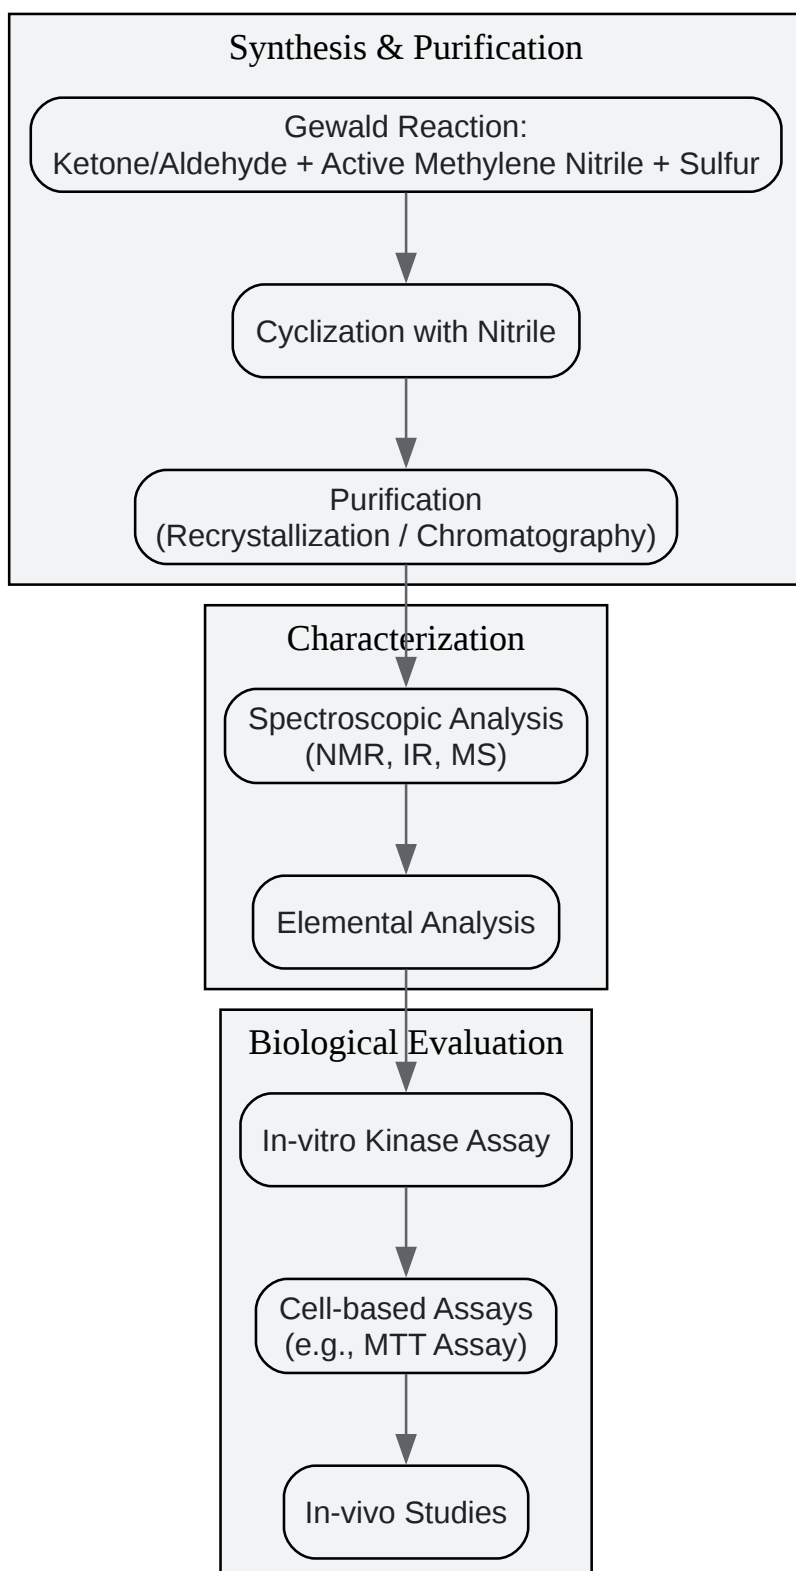 Synthesis & Purification
Gewald Reaction:
Ketone/Aldehyde + Active Methylene Nitrile + Sulfur
Cyclization with Nitrile
Purification
(Recrystallization / Chromatography)
Characterization
Spectroscopic Analysis
(NMR, IR, MS)
Elemental Analysis
Biological Evaluation
In-vitro Kinase Assay
Cell-based Assays
(e.g., MTT Assay)
In-vivo Studies